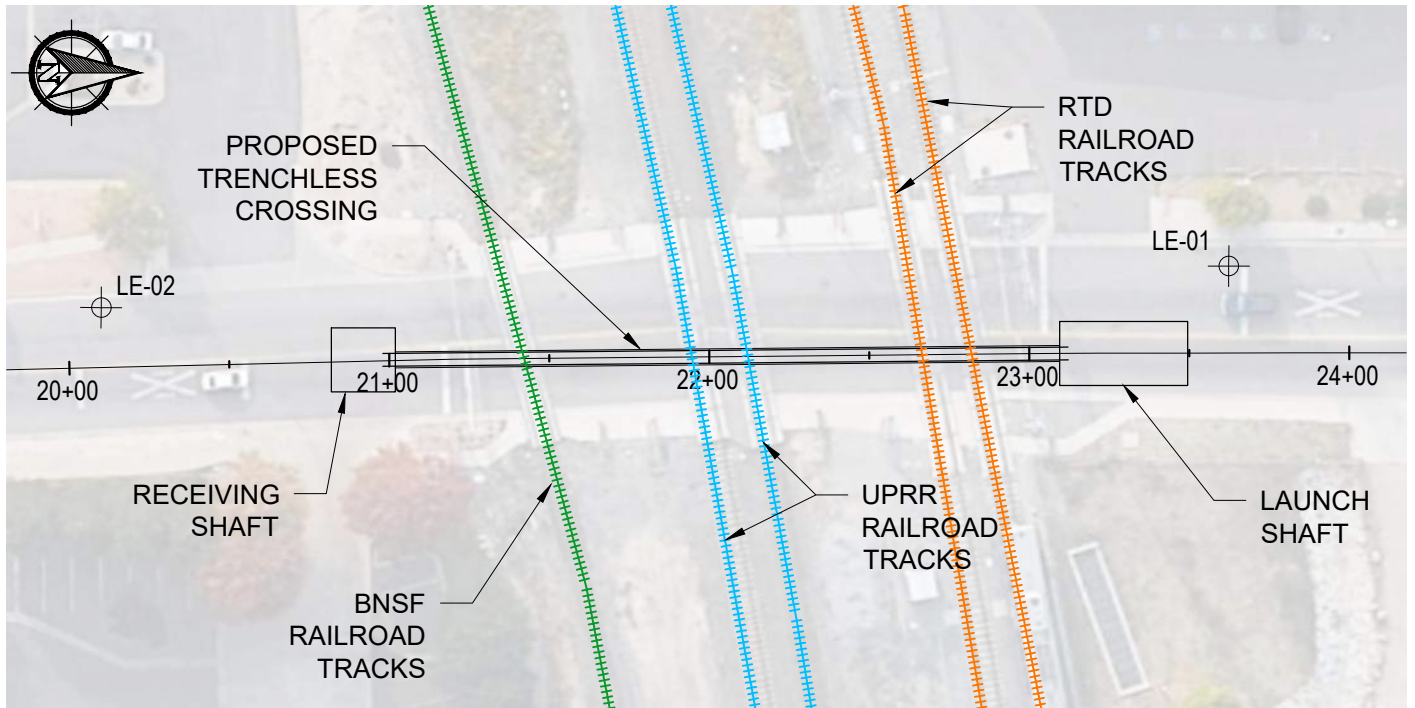 N
PROPOSED
TRENCHLESS
CROSSING
RTD
RAILROAD
TRACKS
LE-01
LE-02
20+00
21+00
22+00
23+00
24+00
RECEIVING
SHAFT
UPRR
RAILROAD
TRACKS
LAUNCH
SHAFT
BNSF
RAILROAD
TRACKS